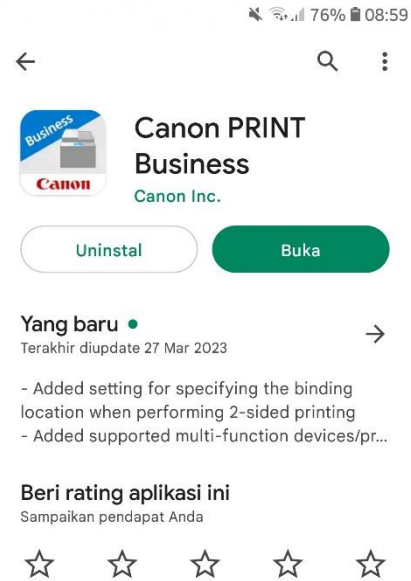 76% 08:59
Business
Canon
Canon PRINT
Business
Canon Inc.
Uninstal
Buka
Yang baru
Terakhir diupdate 27 Mar 2023
- Added setting for specifying the binding
location when performing 2-sided printing
- Added supported multi-function devices/pr...
Beri rating aplikasi ini
Sampaikan pendapat Anda